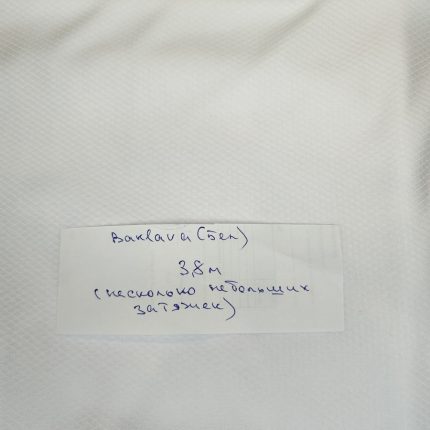 Baklava (Бел)
3,8 м
(несколько небольших
затяжек)